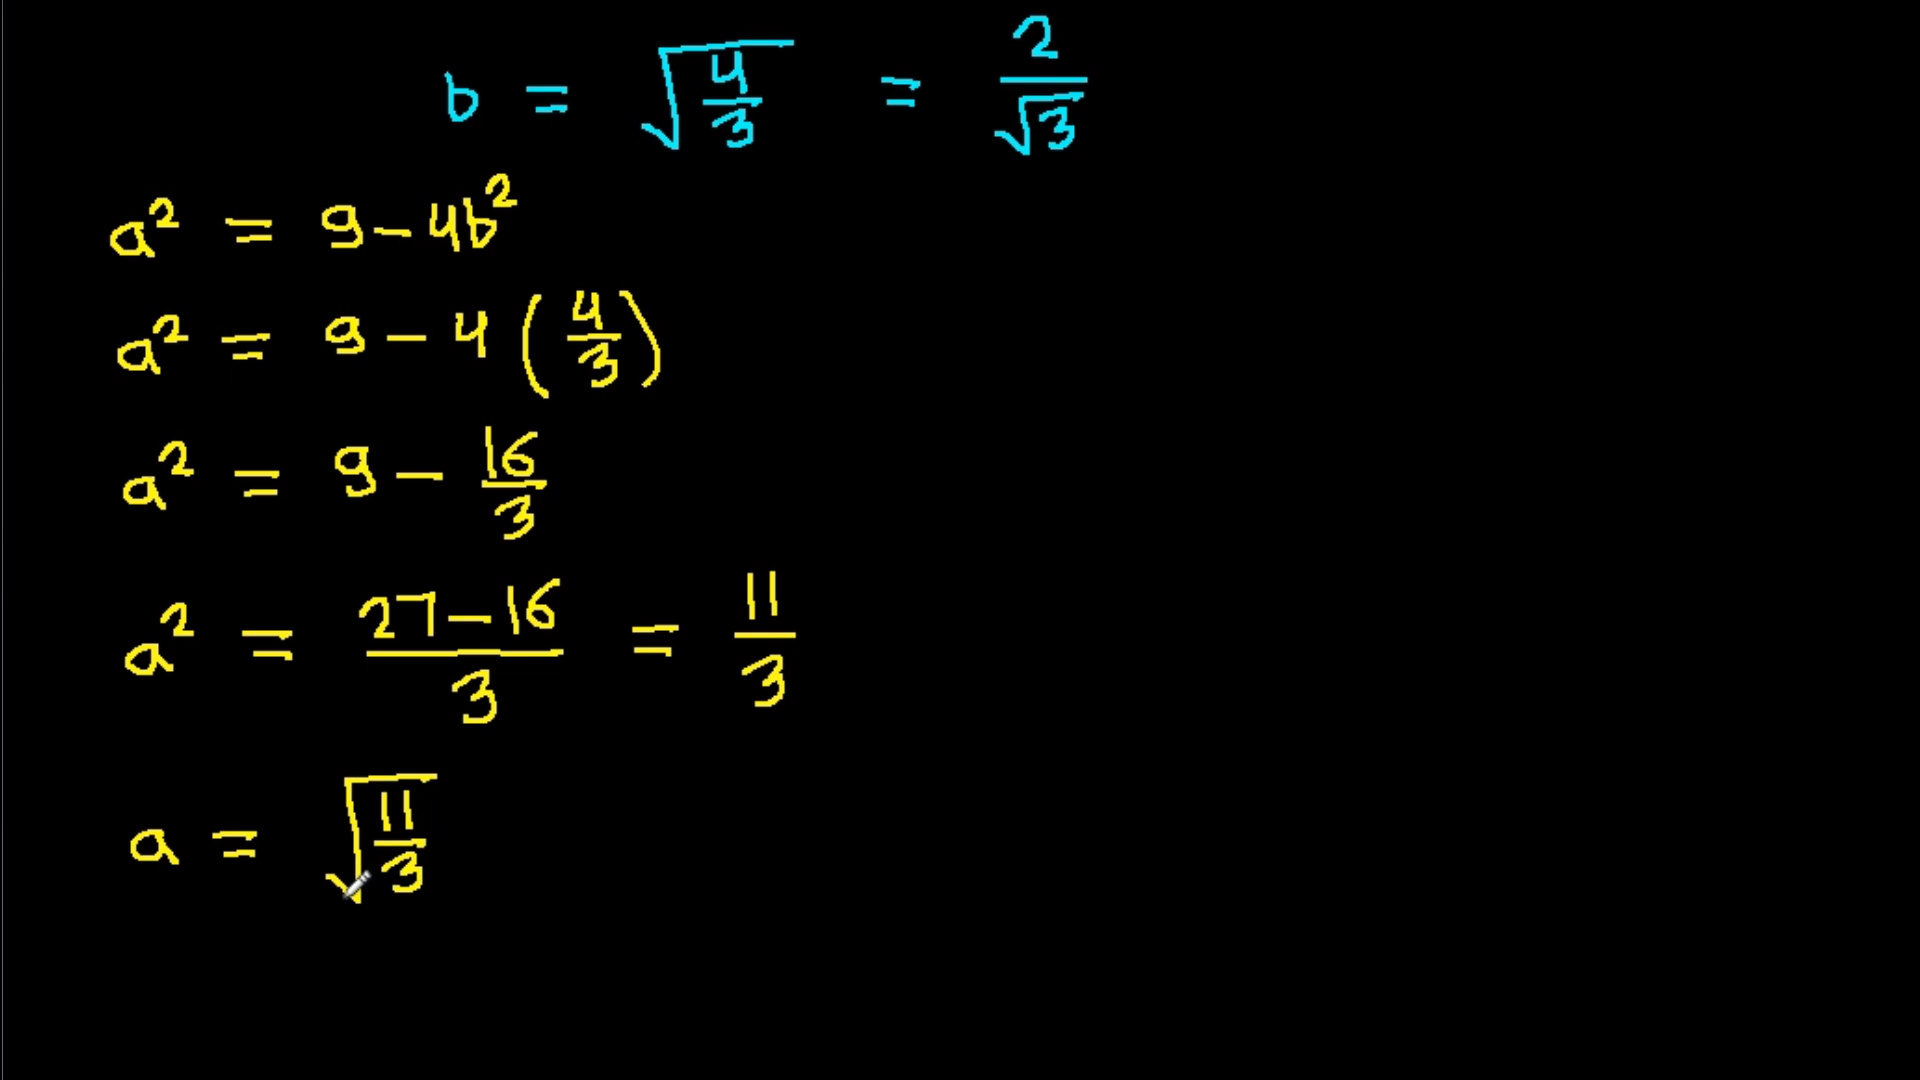 b = √(4/3) = 2/√3
a² = 9 - 4b²
a² = 9 - 4(4/3)
a² = 9 - 16/3
a² = (27 - 16)/3 = 11/3
a = √(11/3)